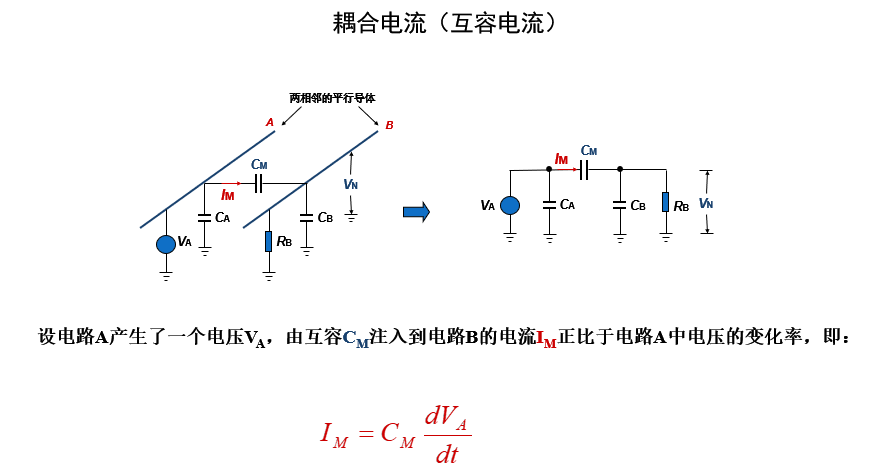 耦合电流（互容电流）
两相邻的平行导体
A
B
CM
IM
VN
CA
CB
VA
RB
IM
CM
VA
CA
CB
RB
VN
设电路A产生了一个电压VA，由互容CM注入到电路B的电流IM正比于电路A中电压的变化率，即：
IM = CM dVA/dt